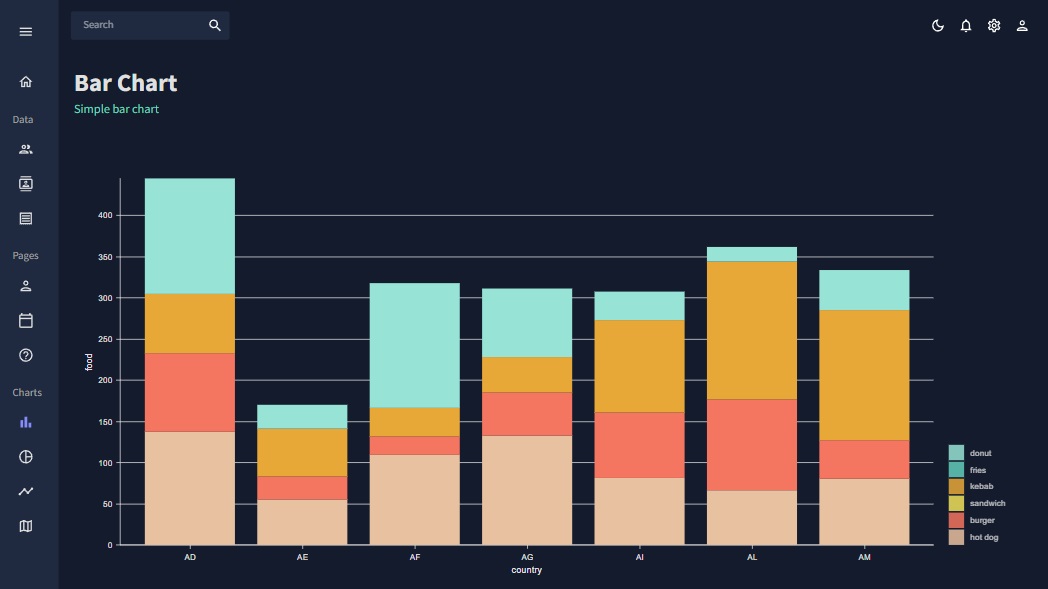 Search
Bar Chart
Simple bar chart
Data
Pages
Charts
400
350
300
250
200
150
100
50
0
food
AD AE AF AG AI AL AM
country
donut
fries
kebab
sandwich
burger
hot dog